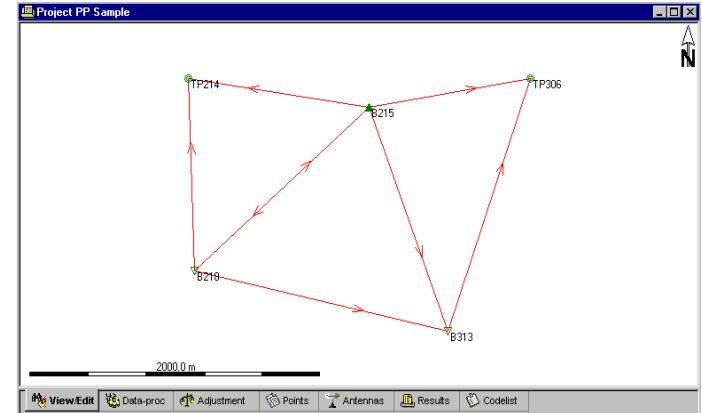 Project PP Sample
N
TP214
TP306
B215
B218
B313
2000.0 m
View/Edit Data-proc Adjustment Points Antennas Results Codelist